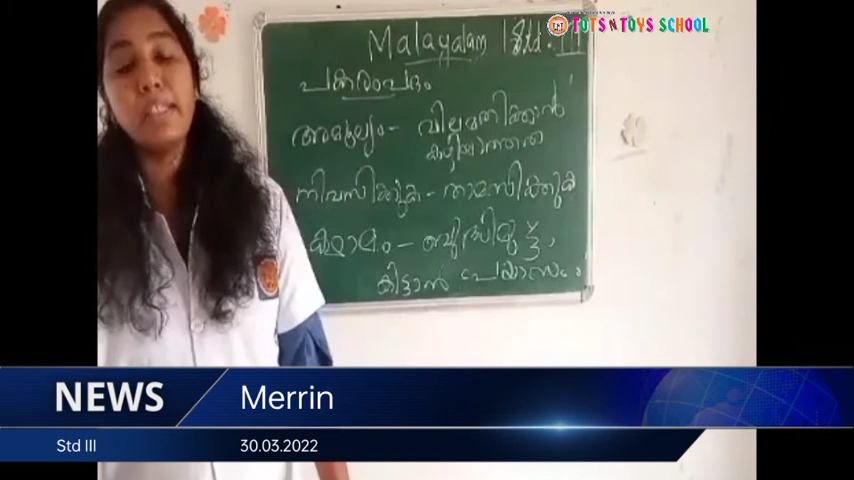 TOTS N TOYS SCHOOL
Malayalam Std. III
പകരംപദം
അമൂല്യം - വിലമതിക്കാൻ
കഴിയാത്തത്
നിവസിക്കുക - താമസിക്കുക
ക്ഷാമം - ബുദ്ധിമുട്ട്,
കിട്ടാൻ പ്രയാസം
NEWS
Merrin
Std III
30.03.2022